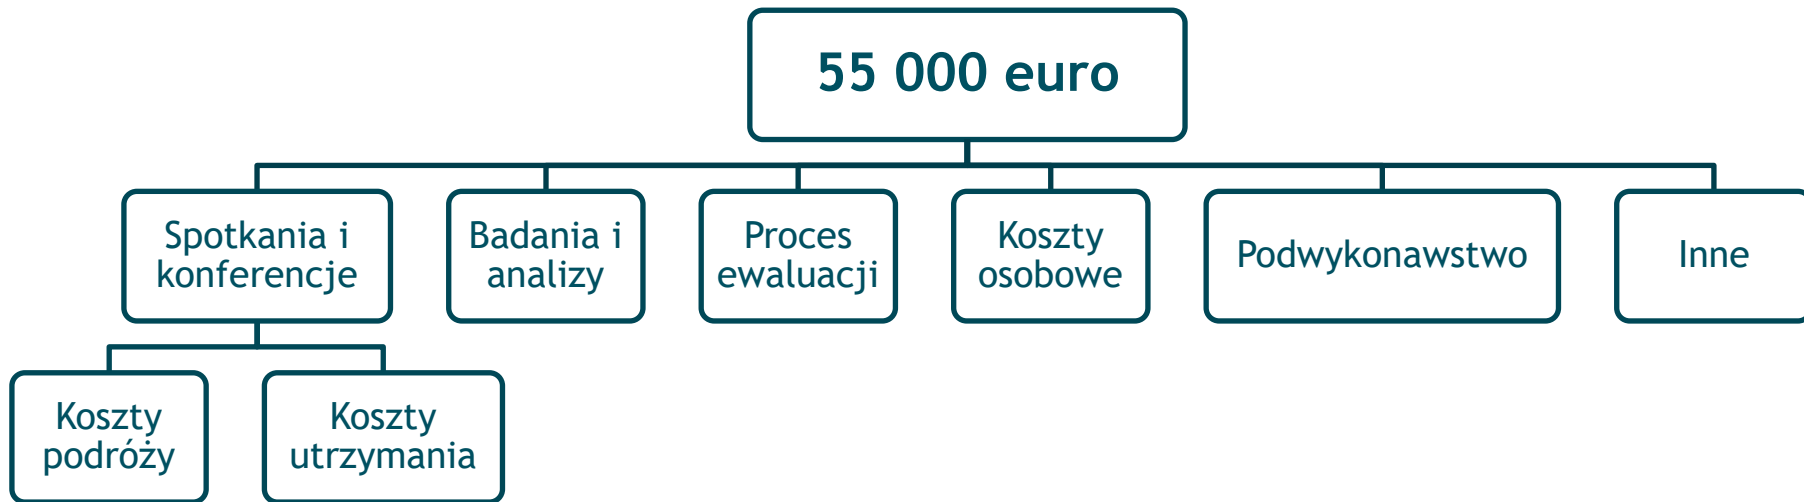 55 000 euro
Spotkania i
konferencje
Badania i
analizy
Proces
ewaluacji
Koszty
osobowe
Podwykonawstwo
Inne
Koszty
podróży
Koszty
utrzymania